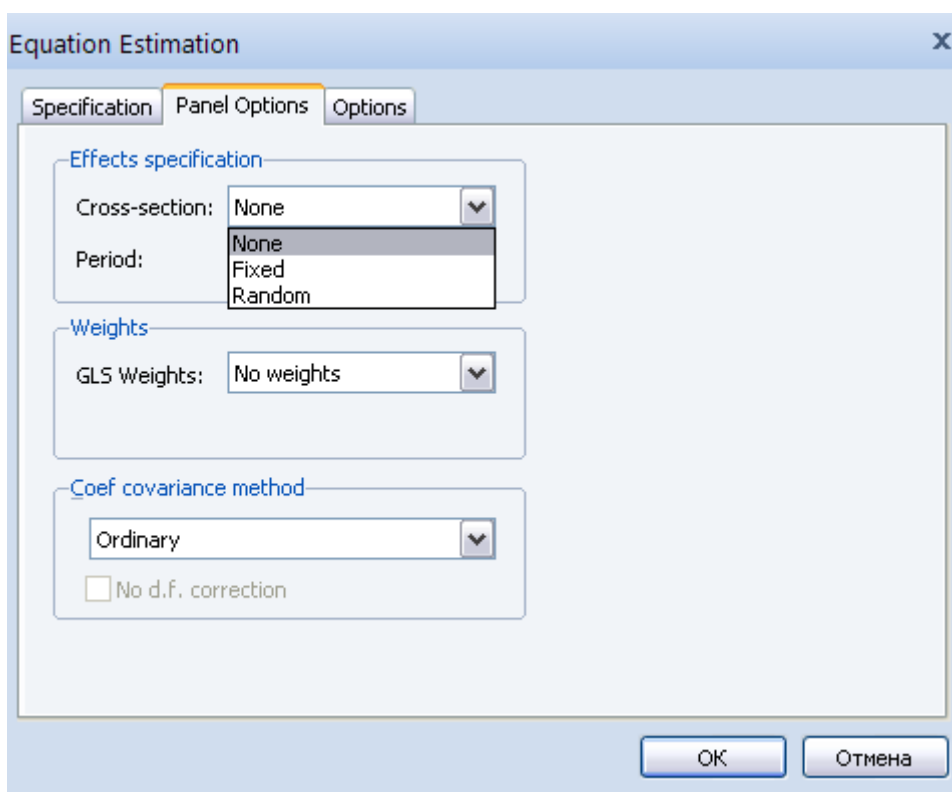 Equation Estimation
x
Specification Panel Options Options
Effects specification
Cross-section: None
None
Period:
Fixed
Random
Weights
GLS Weights: No weights
Coef covariance method
Ordinary
No d.f. correction
OK Отмена